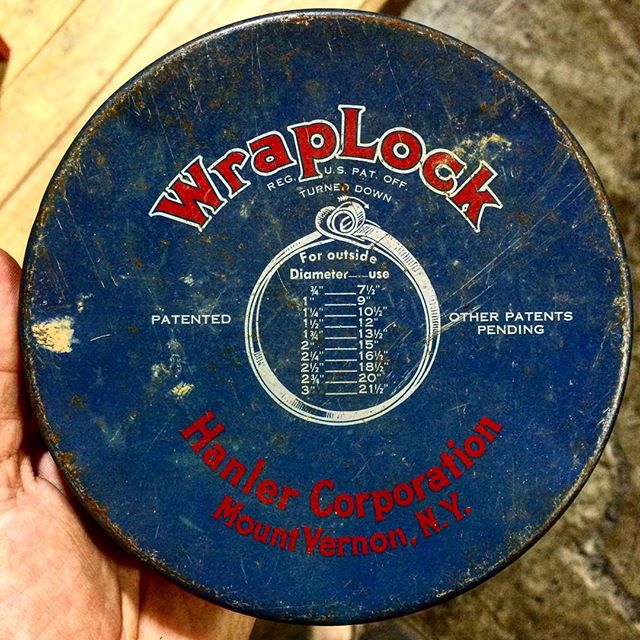 WrapLock
REG. U.S. PAT. OFF.
TURNED DOWN
For outside
Diameter use
¾" 7½"
1" 9"
1¼" 10½"
1½" 12"
1¾" 13½"
2" 15"
2¼" 16½"
2½" 18½"
2¾" 20"
3" 21½"
PATENTED
OTHER PATENTS
PENDING
Hanler Corporation
Mount Vernon, N.Y.